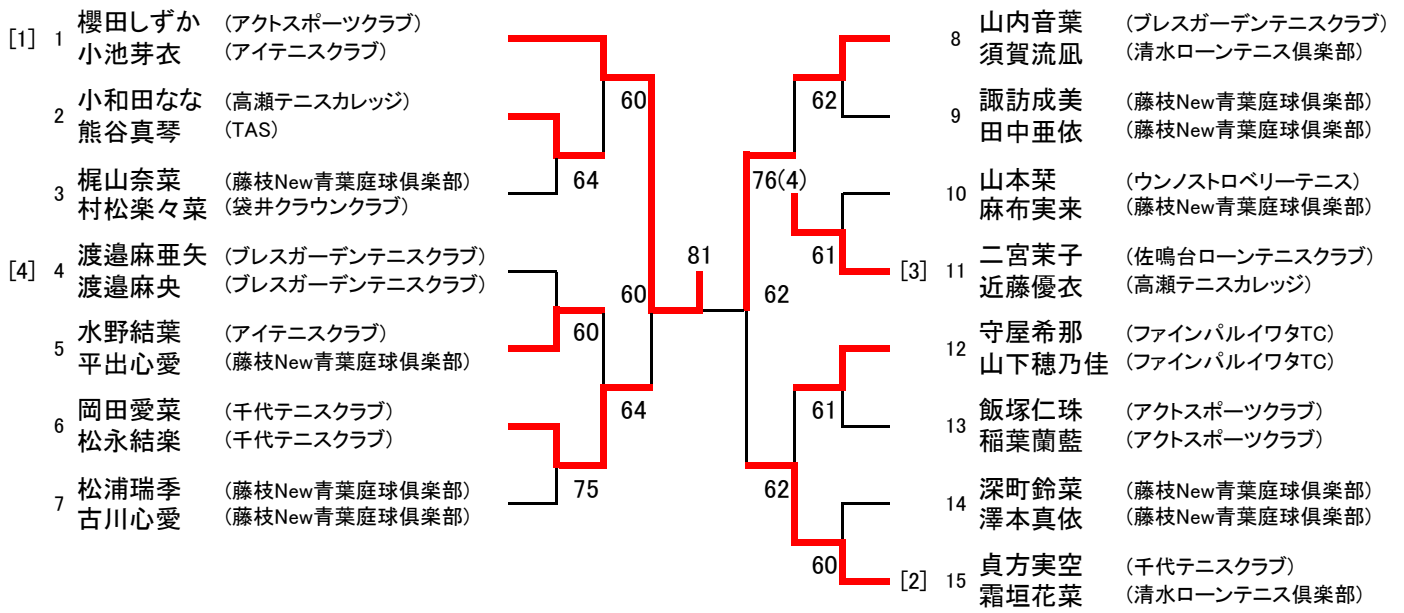 [1] 1 櫻田しずか (アクトスポーツクラブ)
小池芽衣 (アイテニスクラブ)
2 小和田なな (高瀬テニスカレッジ)
熊谷真琴 (TAS)
3 梶山奈菜 (藤枝New青葉庭球倶楽部)
村松楽々菜 (袋井クラウンクラブ)
[4] 4 渡邉麻亜矢 (ブレスガーデンテニスクラブ)
渡邉麻央 (ブレスガーデンテニスクラブ)
5 水野結葉 (アイテニスクラブ)
平出心愛 (藤枝New青葉庭球倶楽部)
6 岡田愛菜 (千代テニスクラブ)
松永結楽 (千代テニスクラブ)
7 松浦瑞季 (藤枝New青葉庭球倶楽部)
古川心愛 (藤枝New青葉庭球倶楽部)
60
64
60
60
64
75
81
62
76(4)
61
62
61
62
60
8 山内音葉 (ブレスガーデンテニスクラブ)
須賀流凪 (清水ローンテニス倶楽部)
9 諏訪成美 (藤枝New青葉庭球倶楽部)
田中亜依 (藤枝New青葉庭球倶楽部)
10 山本栞 (ウンノストロベリーテニス)
麻布実来 (藤枝New青葉庭球倶楽部)
[3] 11 二宮茉子 (佐鳴台ローンテニスクラブ)
近藤優衣 (高瀬テニスカレッジ)
12 守屋希那 (ファインパルイワタTC)
山下穂乃佳 (ファインパルイワタTC)
13 飯塚仁珠 (アクトスポーツクラブ)
稲葉蘭藍 (アクトスポーツクラブ)
14 深町鈴菜 (藤枝New青葉庭球倶楽部)
澤本真依 (藤枝New青葉庭球倶楽部)
[2] 15 貞方実空 (千代テニスクラブ)
霜垣花菜 (清水ローンテニス倶楽部)